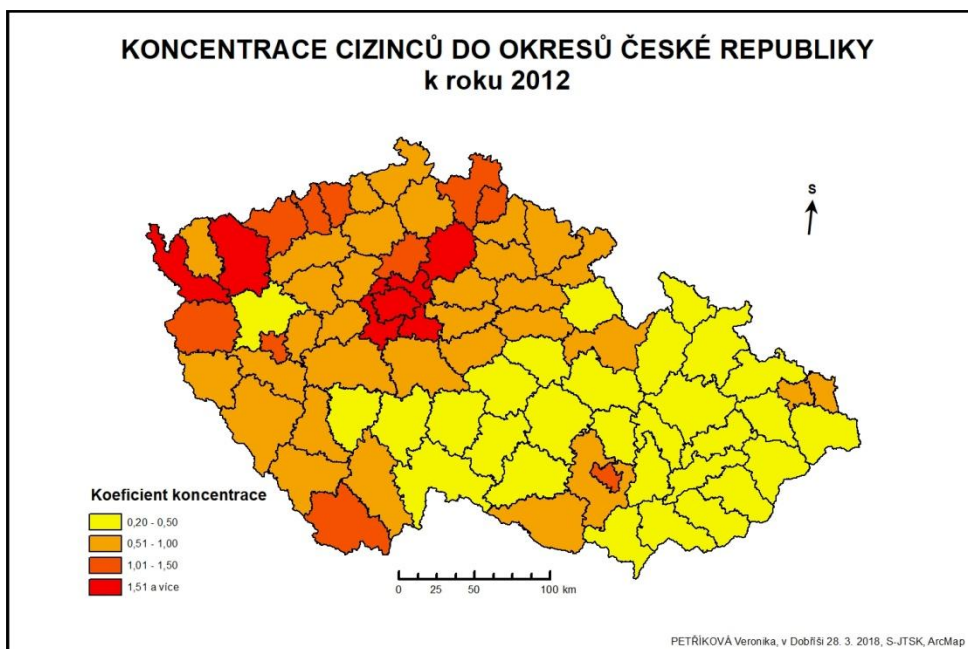 KONCENTRACE CIZINCŮ DO OKRESŮ ČESKÉ REPUBLIKY
k roku 2012
S
Koeficient koncentrace
0,20 - 0,50
0,51 - 1,00
1,01 - 1,50
1,51 a více
0 25 50 100 km
PETŘÍKOVÁ Veronika, v Dobříši 28. 3. 2018, S-JTSK, ArcMap